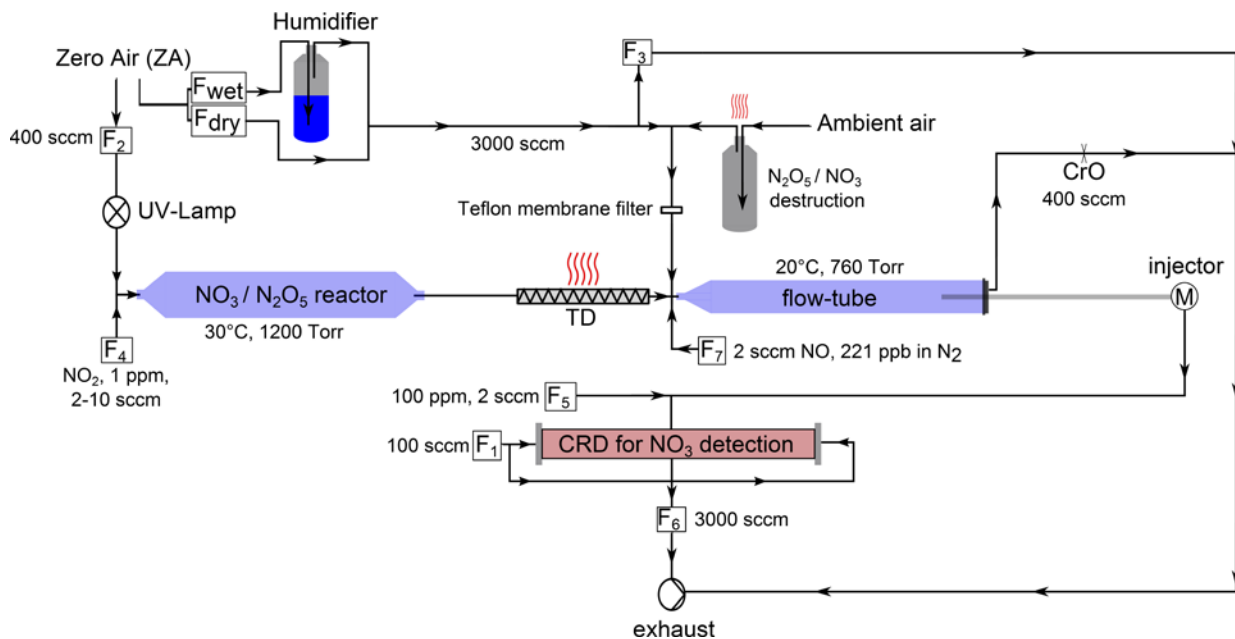 Humidifier
Zero Air (ZA)
Fwet
Fdry
F3
400 sccm F2
3000 sccm
Ambient air
N2O5 / NO3
destruction
CrO
400 sccm
UV-Lamp
Teflon membrane filter
NO3 / N2O5 reactor
30°C, 1200 Torr
TD
20°C, 760 Torr
flow-tube
injector
M
F4
NO2, 1 ppm,
2-10 sccm
F7 2 sccm NO, 221 ppb in N2
100 ppm, 2 sccm F5
100 sccm F1
CRD for NO3 detection
F6 3000 sccm
exhaust